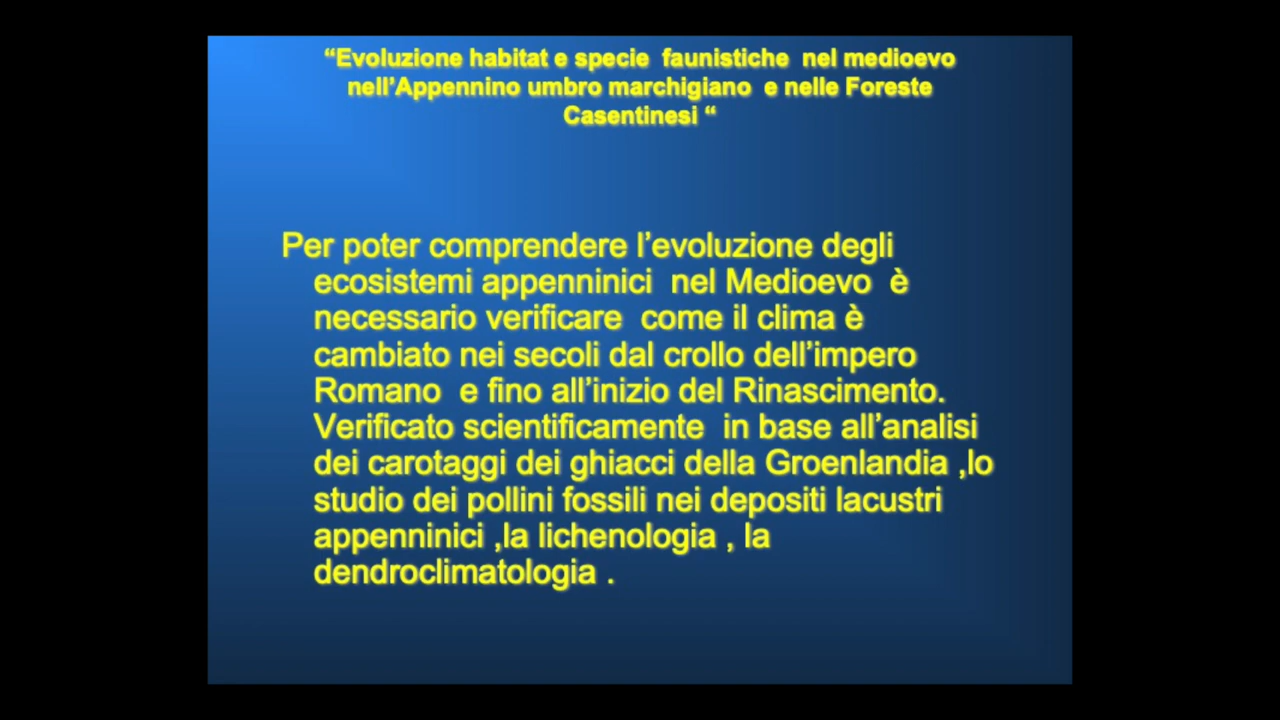 “Evoluzione habitat e specie  faunistiche  nel medioevo
nell’Appennino umbro marchigiano  e nelle Foreste
Casentinesi “
Per poter comprendere l’evoluzione degli
ecosistemi appenninici  nel Medioevo  è
necessario verificare  come il clima è
cambiato nei secoli dal crollo dell’impero
Romano  e fino all’inizio del Rinascimento.
Verificato scientificamente  in base all’analisi
dei carotaggi dei ghiacci della Groenlandia ,lo
studio dei pollini fossili nei depositi lacustri
appenninici ,la lichenologia , la
dendroclimatologia .